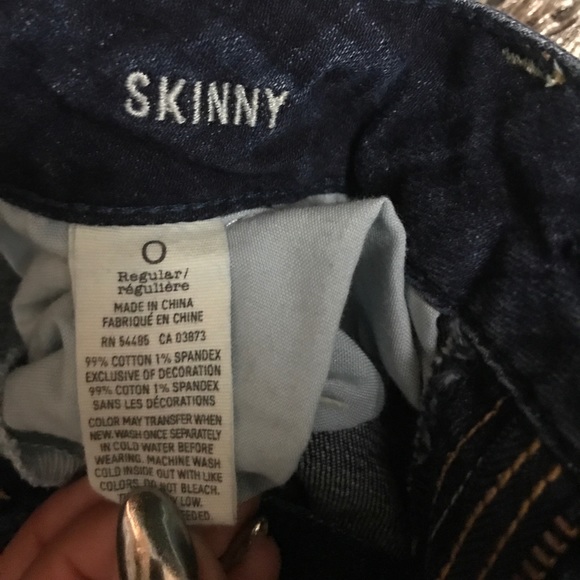 SKINNY
0
Regular/
régulière
MADE IN CHINA
FABRIQUÉ EN CHINE
RN 54485 CA 03873
99% COTTON 1% SPANDEX
EXCLUSIVE OF DECORATION
99% COTTON 1% SPANDEX
SANS LES DÉCORATIONS
COLOR MAY TRANSFER WHEN
NEW. WASH ONCE SEPARATELY
IN COLD WATER BEFORE
WEARING. MACHINE WASH
COLD INSIDE OUT WITH LIKE
COLORS. DO NOT BLEACH.
LOW.